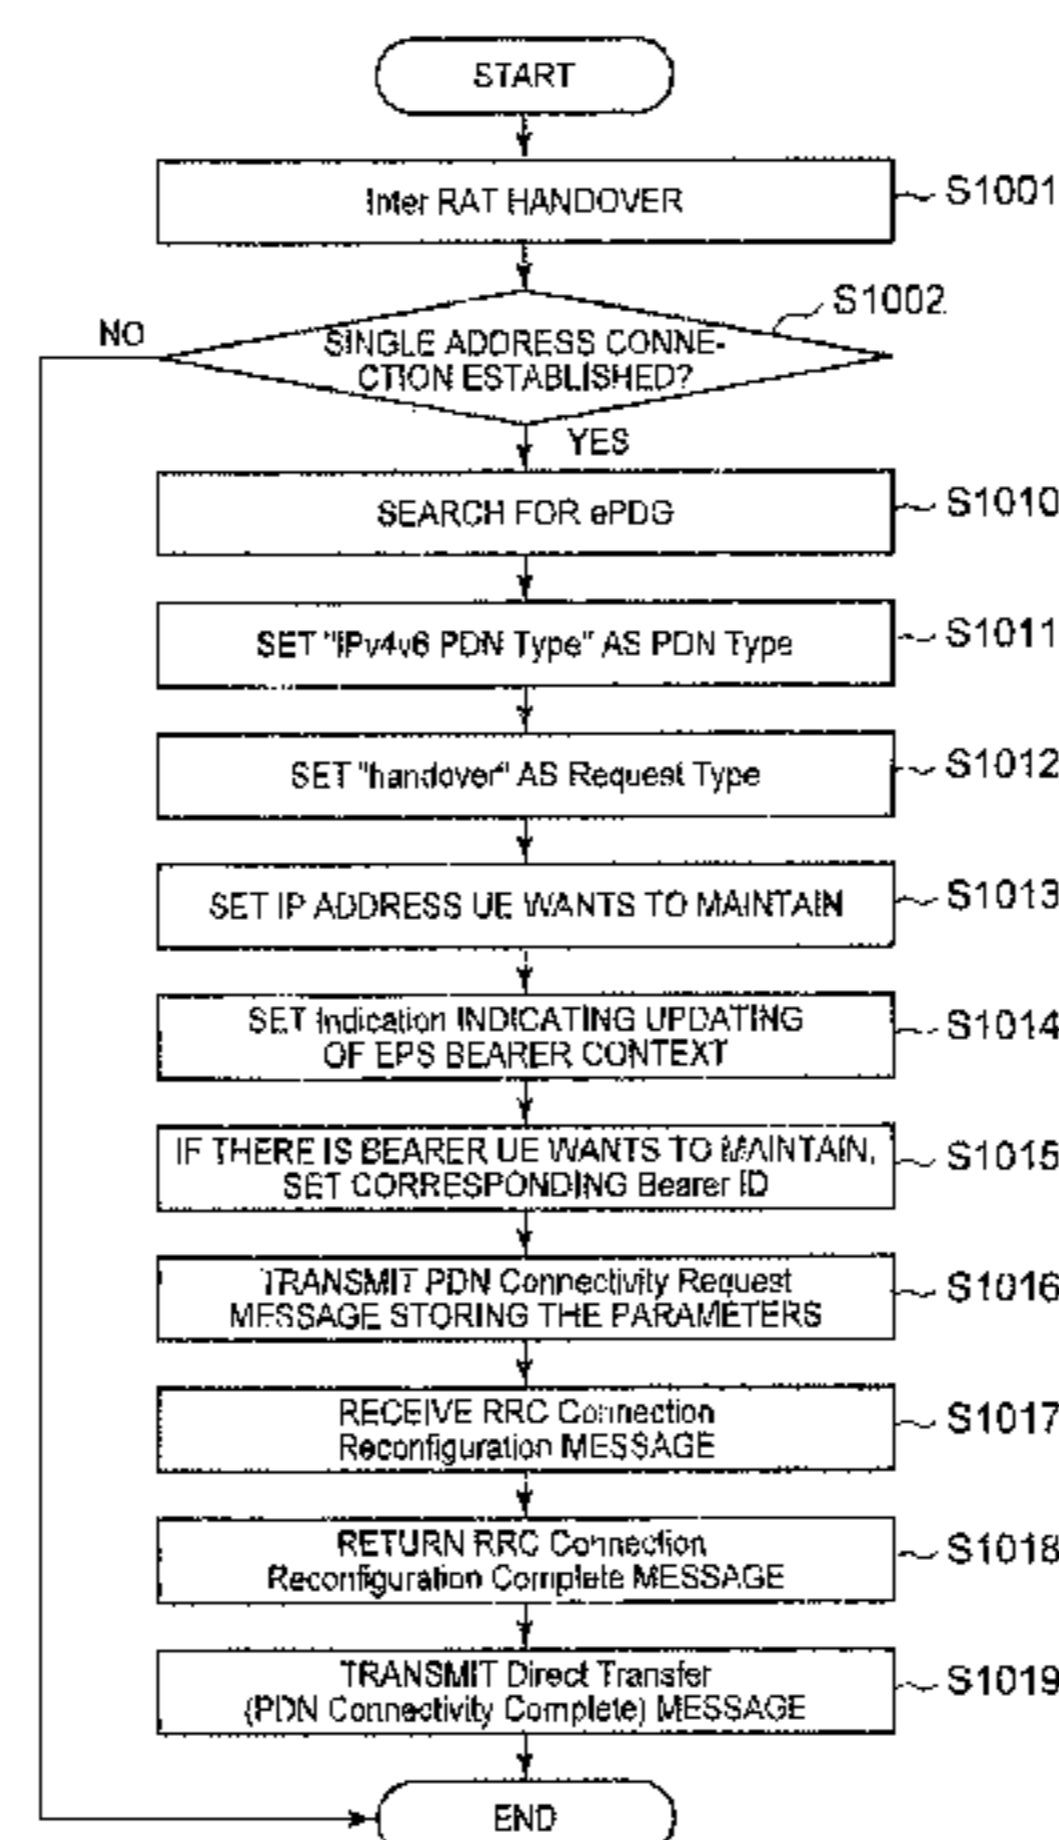 START
Inter RAT HANDOVER
S1001
S1002
NO
SINGLE ADDRESS CONNE-
CTION ESTABLISHED?
YES
SEARCH FOR ePDG
S1010
SET "IPv4v6 PDN Type" AS PDN Type
S1011
SET "handover" AS Request Type
S1012
SET IP ADDRESS UE WANTS TO MAINTAIN
S1013
SET Indication INDICATING UPDATING
OF EPS BEARER CONTEXT
S1014
IF THERE IS BEARER UE WANTS TO MAINTAIN,
SET CORRESPONDING Bearer ID
S1015
TRANSMIT PDN Connectivity Request
MESSAGE STORING THE PARAMETERS
S1016
RECEIVE RRC Connection
Reconfiguration MESSAGE
S1017
RETURN RRC Connection
Reconfiguration Complete MESSAGE
S1018
TRANSMIT Direct Transfer
(PDN Connectivity Complete) MESSAGE
S1019
END